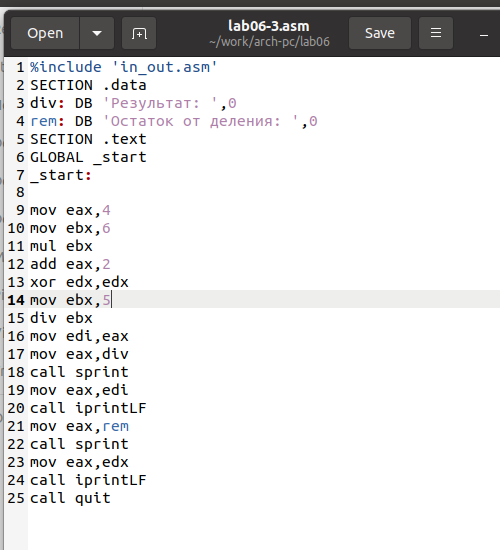 lab06-3.asm
Open
~/work/arch-pc/lab06
Save
1 %include 'in_out.asm'
2 SECTION .data
3 div: DB 'Результат: ',0
4 rem: DB 'Остаток от деления: ',0
5 SECTION .text
6 GLOBAL _start
7 _start:
8
9 mov eax,4
10 mov ebx,6
11 mul ebx
12 add eax,2
13 xor edx,edx
14 mov ebx,5
15 div ebx
16 mov edi,eax
17 mov eax,div
18 call sprint
19 mov eax,edi
20 call iprintLF
21 mov eax,rem
22 call sprint
23 mov eax,edx
24 call iprintLF
25 call quit